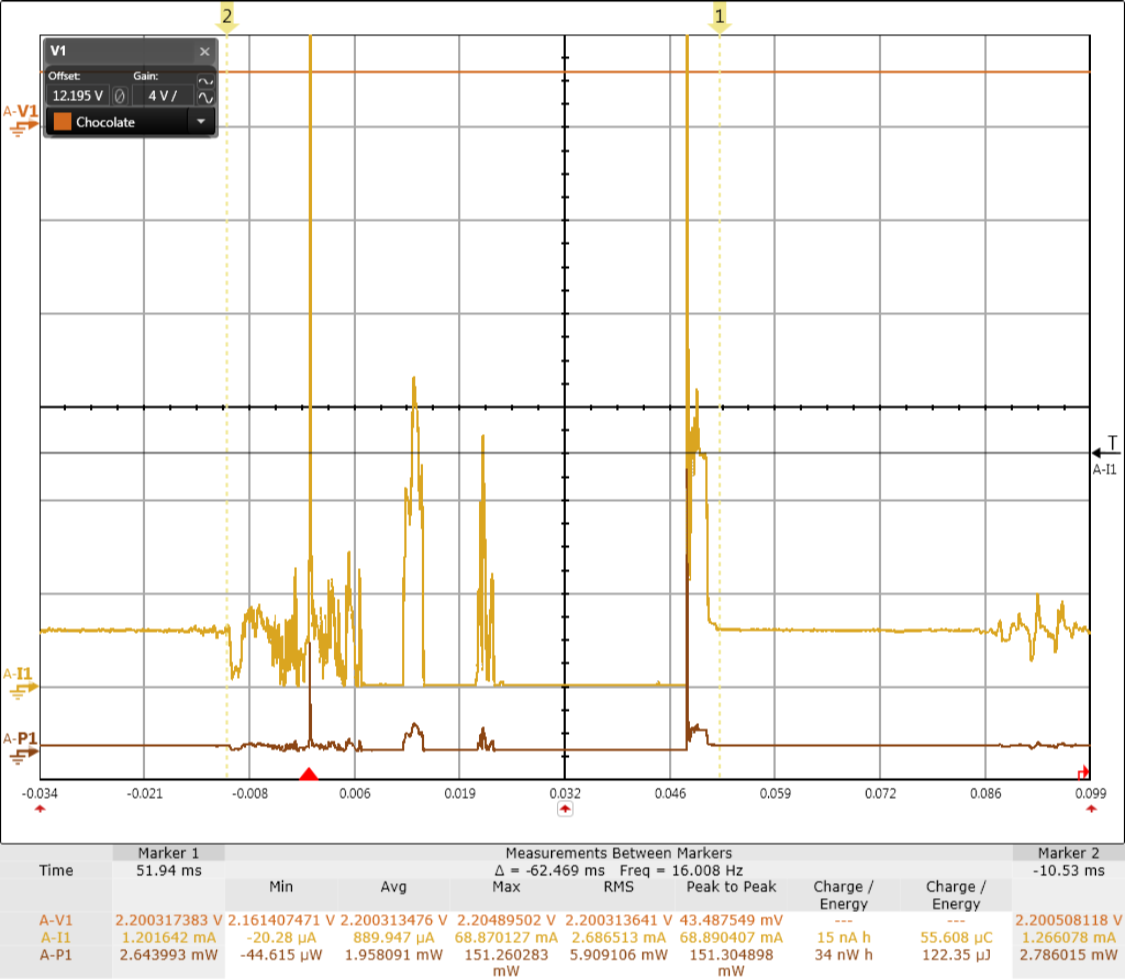 2 1
V1 ×
Offset: Gain:
12.195 V 4 V /
Chocolate
A-V1
T
A-I1
A-I1
A-P1
-0.034 -0.021 -0.008 0.006 0.019 0.032 0.046 0.059 0.072 0.086 0.099
Marker 1 Measurements Between Markers Marker 2
Time 51.94 ms Δ = -62.469 ms Freq = 16.008 Hz -10.53 ms
Min Avg Max RMS Peak to Peak Charge / Energy Charge / Energy
A-V1 2.200317383 V 2.161407471 V 2.200313476 V 2.20489502 V 2.200313641 V 43.487549 mV --- --- 2.200508118 V
A-I1 1.201642 mA -20.28 µA 889.947 µA 68.870127 mA 2.686513 mA 68.890407 mA 15 nA h 55.608 µC 1.266078 mA
A-P1 2.643993 mW -44.615 µW 1.958091 mW 151.260283 mW 5.909106 mW 151.304898 mW 34 nW h 122.35 µJ 2.786015 mW